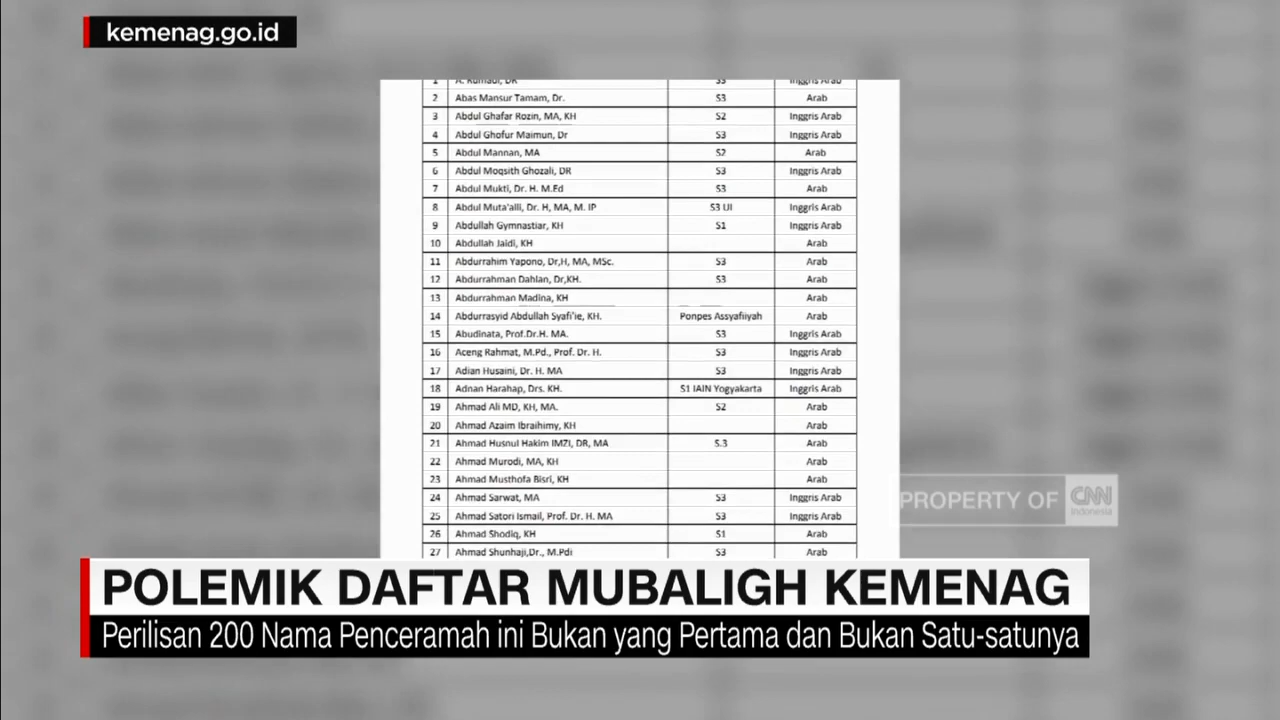 kemenag.go.id
1 A. Rumadi, DR S3 Inggris Arab
2 Abas Mansur Tamam, Dr. S3 Arab
3 Abdul Ghafar Rozin, MA, KH S2 Inggris Arab
4 Abdul Ghofur Maimun, Dr S3 Inggris Arab
5 Abdul Mannan, MA S2 Arab
6 Abdul Moqsith Ghozali, DR S3 Inggris Arab
7 Abdul Mukti, Dr. H. M.Ed S3 Arab
8 Abdul Muta'alli, Dr. H, MA, M. IP S3 UI Inggris Arab
9 Abdullah Gymnastiar, KH S1 Inggris Arab
10 Abdullah Jaidi, KH Arab
11 Abdurrahim Yapono, Dr,H, MA, MSc. S3 Arab
12 Abdurrahman Dahlan, Dr,KH. S3 Arab
13 Abdurrahman Madina, KH Arab
14 Abdurrasyid Abdullah Syafi'ie, KH. Ponpes Assyafiiyah Arab
15 Abudinata, Prof.Dr.H. MA. S3 Inggris Arab
16 Aceng Rahmat, M.Pd., Prof. Dr. H. S3 Inggris Arab
17 Adian Husaini, Dr. H. MA S3 Inggris Arab
18 Adnan Harahap, Drs. KH. S1 IAIN Yogyakarta Inggris Arab
19 Ahmad Ali MD, KH, MA. S2 Arab
20 Ahmad Azaim Ibraihimy, KH Arab
21 Ahmad Husnul Hakim IMZI, DR, MA S.3 Arab
22 Ahmad Murodi, MA, KH Arab
23 Ahmad Musthofa Bisri, KH Arab
24 Ahmad Sarwat, MA S3 Inggris Arab
25 Ahmad Satori Ismail, Prof. Dr. H. MA S3 Inggris Arab
26 Ahmad Shodiq, KH S1 Arab
27 Ahmad Shunhaji,Dr., M.Pdi S3 Arab
PROPERTY OF CNN Indonesia
POLEMIK DAFTAR MUBALIGH KEMENAG
Perilisan 200 Nama Penceramah ini Bukan yang Pertama dan Bukan Satu-satunya